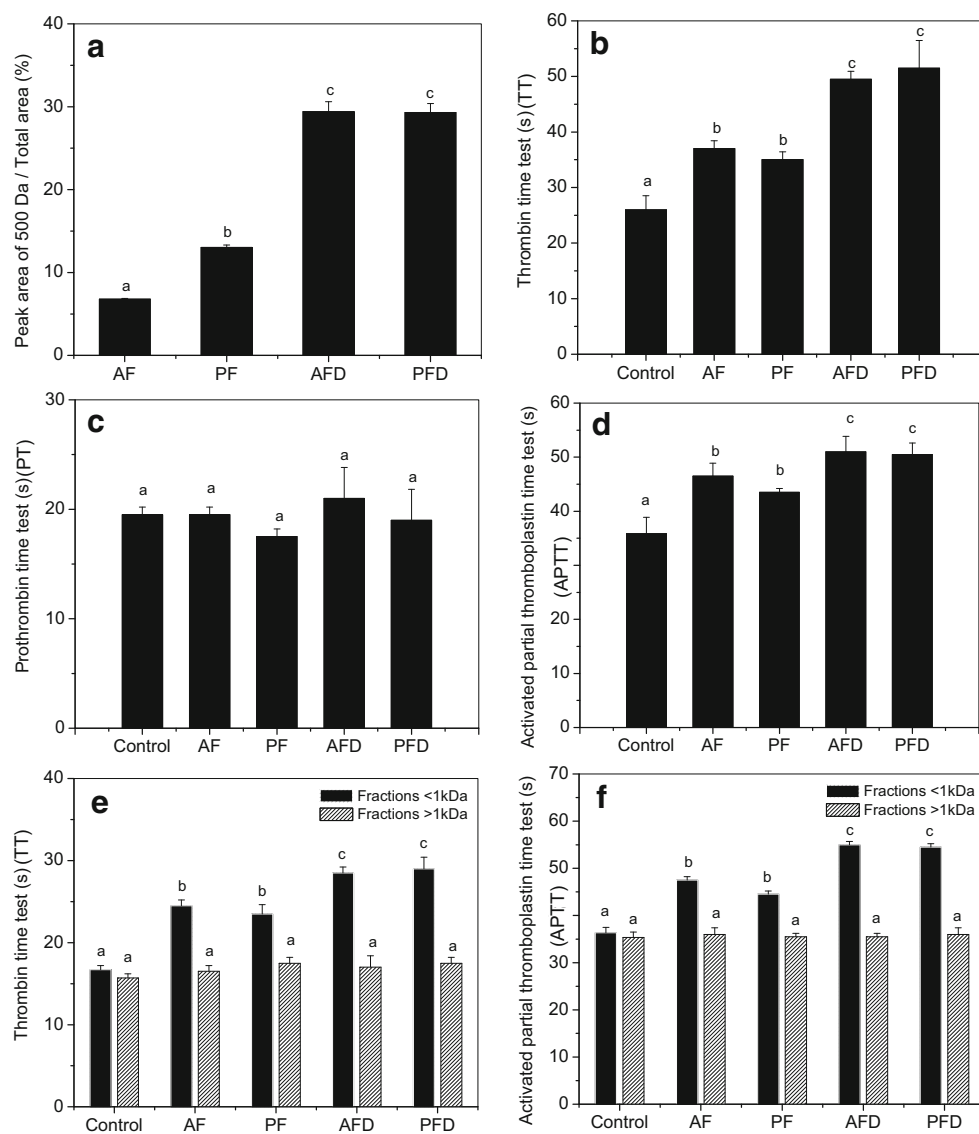 a
Peak area of 500 Da / Total area (%)
40
30
20
10
0
a
b
c
c
AF PF AFD PFD
b
Thrombin time test (s)(TT)
60
50
40
30
20
10
0
a
b
b
c
c
Control AF PF AFD PFD
c
Prothrombin time test (s)(PT)
30
20
10
0
a
a
a
a
a
Control AF PF AFD PFD
d
Activated partial thromboplastin time test (s)
(APTT)
60
50
40
30
20
10
0
a
b
b
c
c
Control AF PF AFD PFD
e
Fractions <1kDa
Fractions >1kDa
Thrombin time test (s)(TT)
40
30
20
10
0
a a
b a
b a
c a
c a
Control AF PF AFD PFD
f
Fractions <1kDa
Fractions >1kDa
Activated partial thromboplastin time test (s)
(APTT)
70
60
50
40
30
20
10
0
a a
b a
b a
c a
c a
Control AF PF AFD PFD